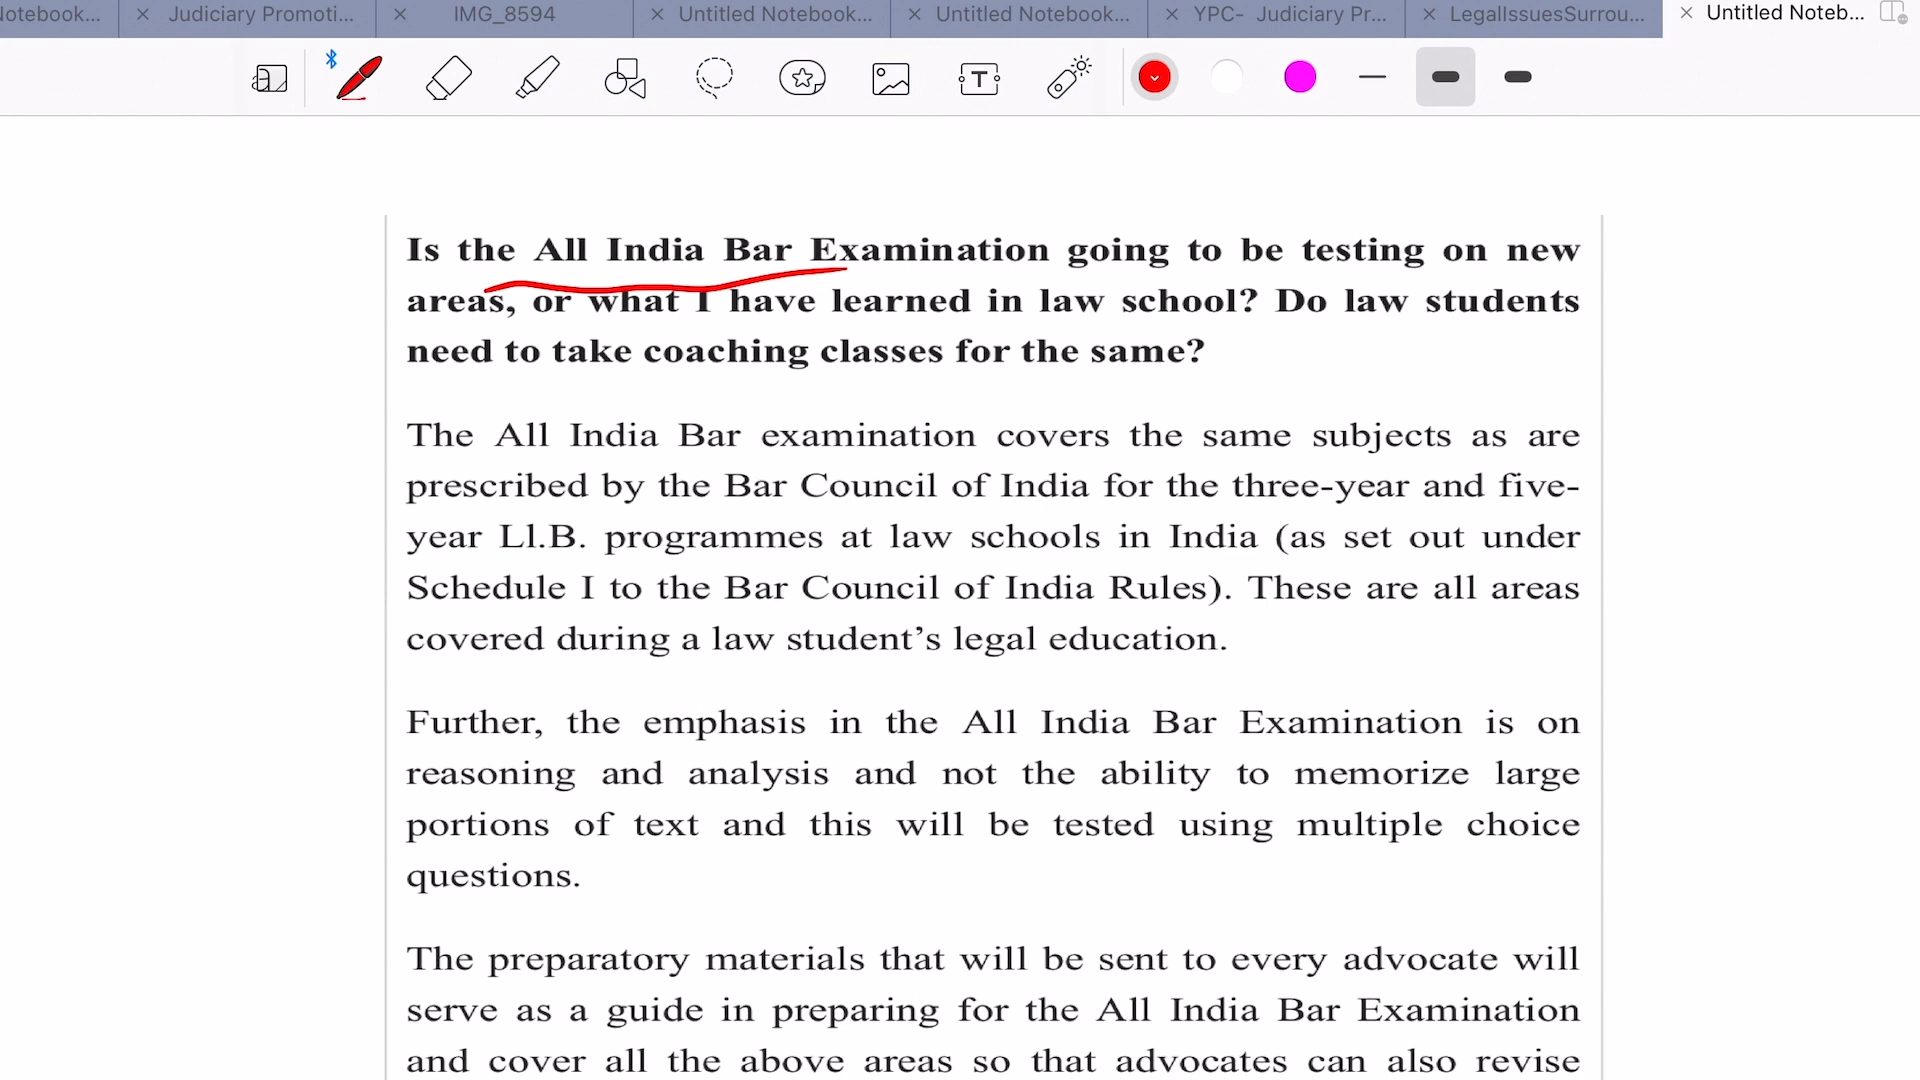 Notebook...
Judiciary Promoti...
IMG_8594
Untitled Notebook...
Untitled Notebook...
YPC- Judiciary Pr...
LegalIssuesSurrou...
Untitled Noteb...
T
Is the All India Bar Examination going to be testing on new
areas, or what I have learned in law school? Do law students
need to take coaching classes for the same?
The All India Bar examination covers the same subjects as are
prescribed by the Bar Council of India for the three-year and five-
year Ll.B. programmes at law schools in India (as set out under
Schedule I to the Bar Council of India Rules). These are all areas
covered during a law student’s legal education.
Further, the emphasis in the All India Bar Examination is on
reasoning and analysis and not the ability to memorize large
portions of text and this will be tested using multiple choice
questions.
The preparatory materials that will be sent to every advocate will
serve as a guide in preparing for the All India Bar Examination
and cover all the above areas so that advocates can also revise